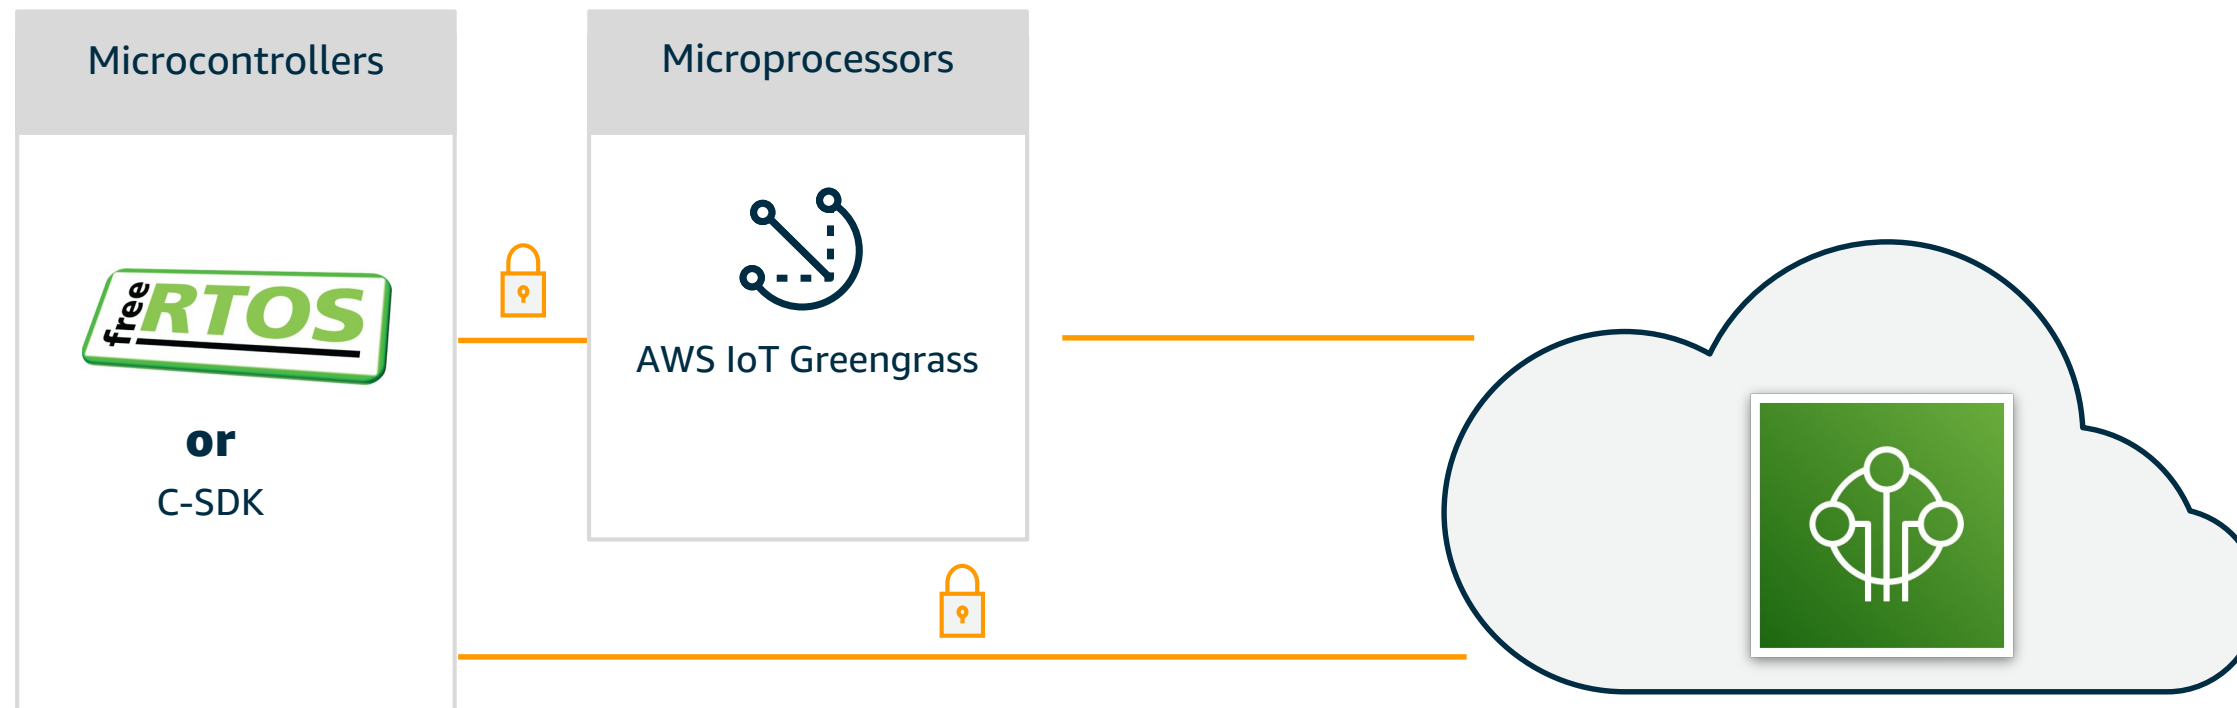 Microcontrollers
free RTOS
or
C-SDK
Microprocessors
AWS IoT Greengrass